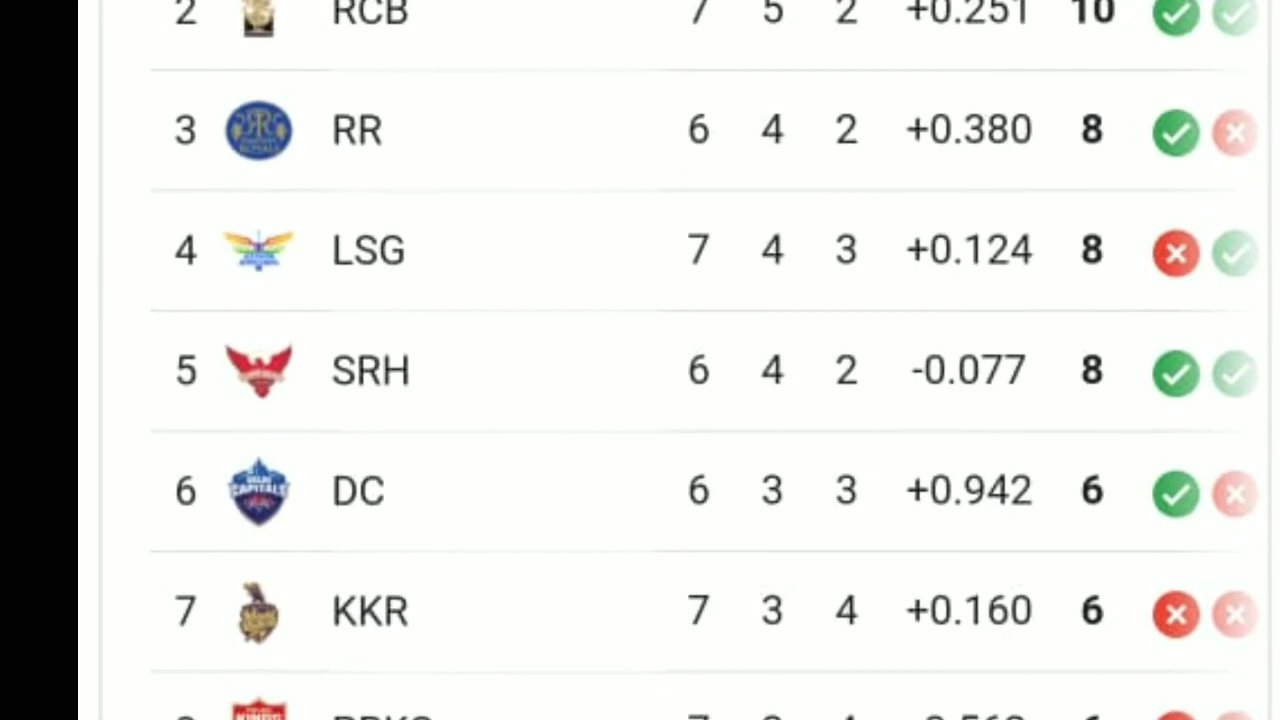 2 RCB 7 5 2 +0.251 10
3 RR 6 4 2 +0.380 8
4 LSG 7 4 3 +0.124 8
5 SRH 6 4 2 -0.077 8
6 DC 6 3 3 +0.942 6
7 KKR 7 3 4 +0.160 6